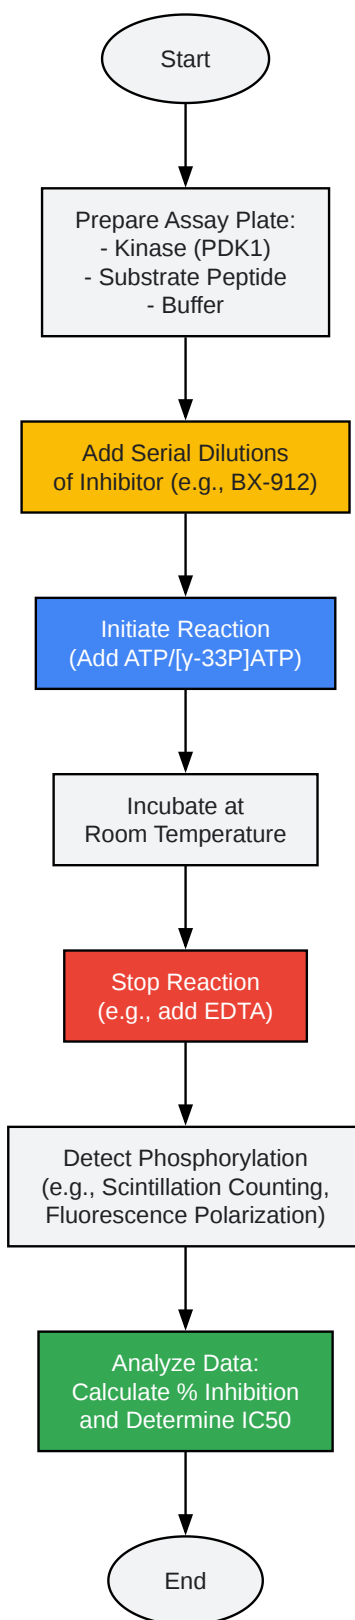 Start
Prepare Assay Plate:
- Kinase (PDK1)
- Substrate Peptide
- Buffer
Add Serial Dilutions
of Inhibitor (e.g., BX-912)
Initiate Reaction
(Add ATP/[γ-33P]ATP)
Incubate at
Room Temperature
Stop Reaction
(e.g., add EDTA)
Detect Phosphorylation
(e.g., Scintillation Counting,
Fluorescence Polarization)
Analyze Data:
Calculate % Inhibition
and Determine IC50
End